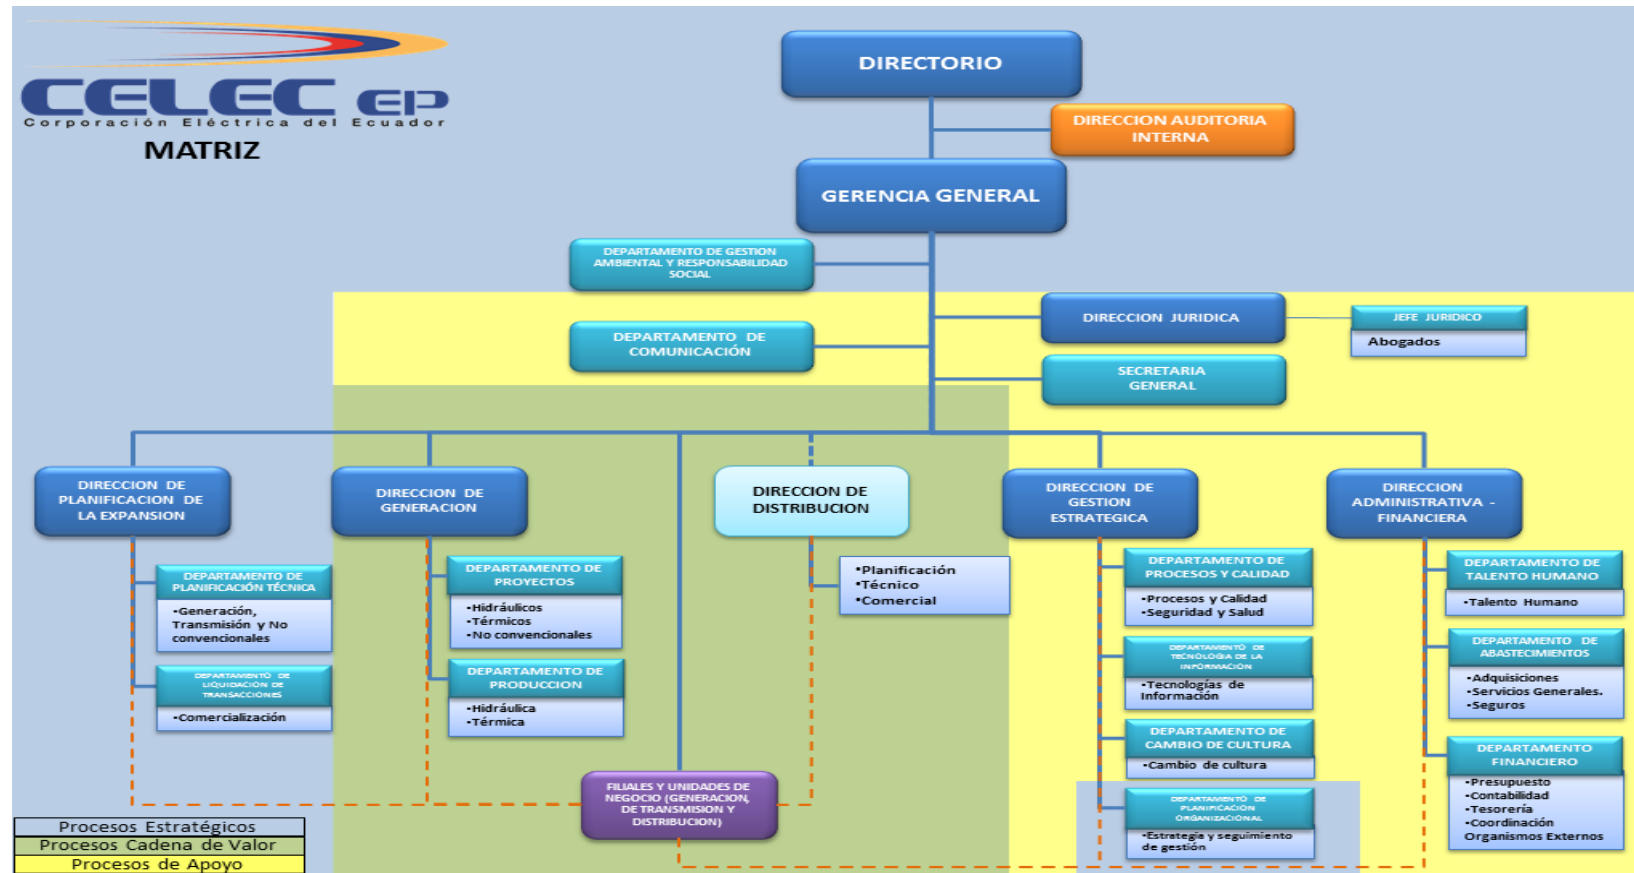 CELEC EP
Corporación Eléctrica del Ecuador
MATRIZ
DIRECTORIO
DIRECCION AUDITORIA
INTERNA
GERENCIA GENERAL
DEPARTAMENTO DE GESTION
AMBIENTAL Y RESPONSABILIDAD
SOCIAL
DIRECCION JURIDICA
JEFE JURIDICO
Abogados
DEPARTAMENTO DE
COMUNICACIÓN
SECRETARIA
GENERAL
DIRECCION DE
PLANIFICACION DE
LA EXPANSION
DEPARTAMENTO DE
PLANIFICACIÓN TÉCNICA
•Generación,
Transmisión y No
convencionales
DEPARTAMENTO DE
LIQUIDACIÓN DE
TRANSACCIONES
•Comercialización
DIRECCION DE
GENERACION
DEPARTAMENTO DE
PROYECTOS
•Hidráulicos
•Térmicos
•No convencionales
DEPARTAMENTO DE
PRODUCCION
•Hidráulica
•Térmica
FILIALES Y UNIDADES DE
NEGOCIO (GENERACION,
DE TRANSMISION Y
DISTRIBUCION)
DIRECCION DE
DISTRIBUCION
•Planificación
•Técnico
•Comercial
DIRECCION DE
GESTION
ESTRATEGICA
DEPARTAMENTO DE
PROCESOS Y CALIDAD
•Procesos y Calidad
•Seguridad y Salud
DEPARTAMENTO DE
TECNOLOGIA DE LA
INFORMACIÓN
•Tecnologías de
Información
DEPARTAMENTO DE
CAMBIO DE CULTURA
•Cambio de cultura
DEPARTAMENTO DE
PLANIFICACIÓN
ORGANIZACIONAL
•Estrategia y seguimiento
de gestión
DIRECCION
ADMINISTRATIVA -
FINANCIERA
DEPARTAMENTO DE
TALENTO HUMANO
•Talento Humano
DEPARTAMENTO DE
ABASTECIMIENTOS
•Adquisiciones
•Servicios Generales.
•Seguros
DEPARTAMENTO
FINANCIERO
•Presupuesto
•Contabilidad
•Tesorería
•Coordinación
Organismos Externos
Procesos Estratégicos
Procesos Cadena de Valor
Procesos de Apoyo